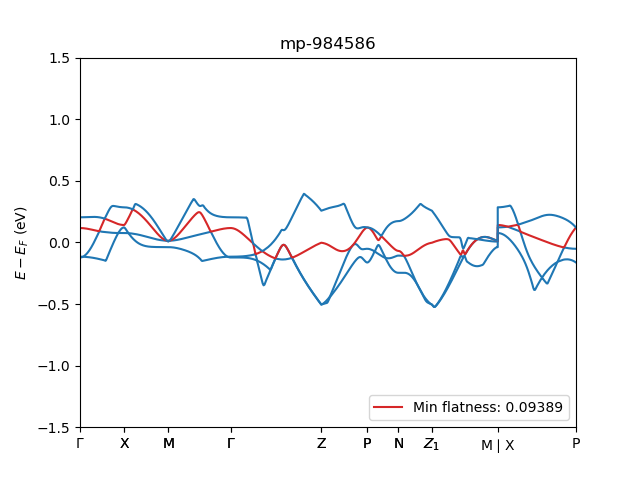 mp-984586
E − E_F (eV)
1.5
1.0
0.5
0.0
−0.5
−1.0
−1.5
Min flatness: 0.09389
Γ X M Γ Z P N Z₁ M | X P